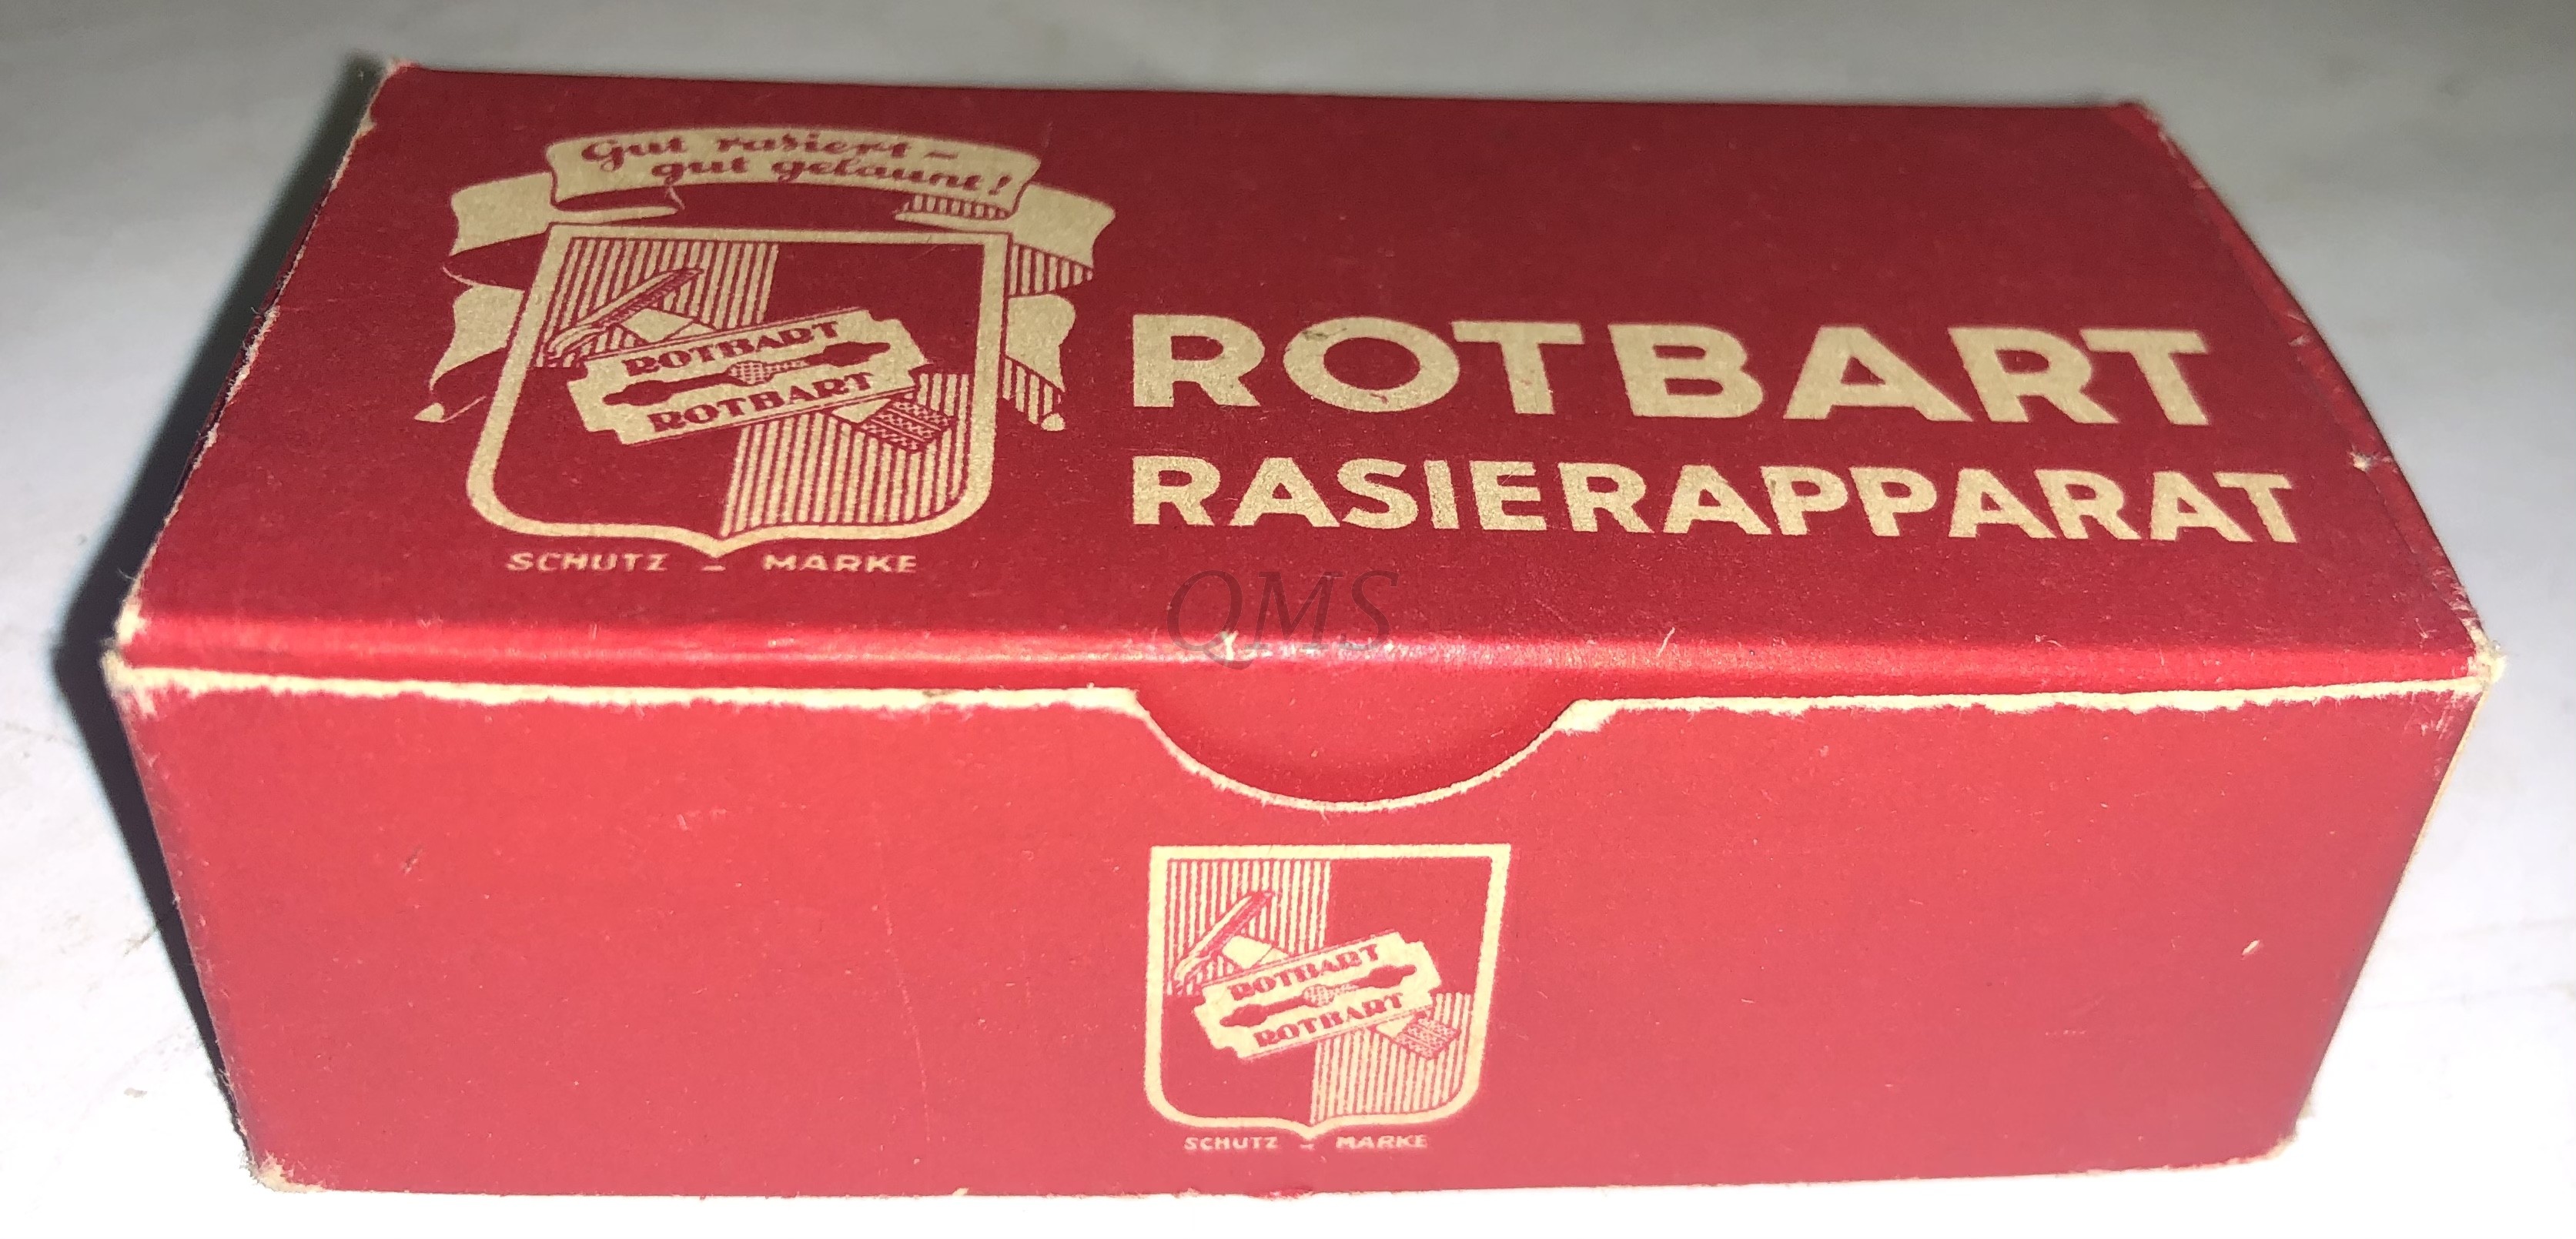 Gut rasiert -
gut gelaunt!
ROTBART
ROTBART
SCHUTZ - MARKE
ROTBART
RASIERAPPARAT
QMS
ROTBART
ROTBART
SCHUTZ - MARKE